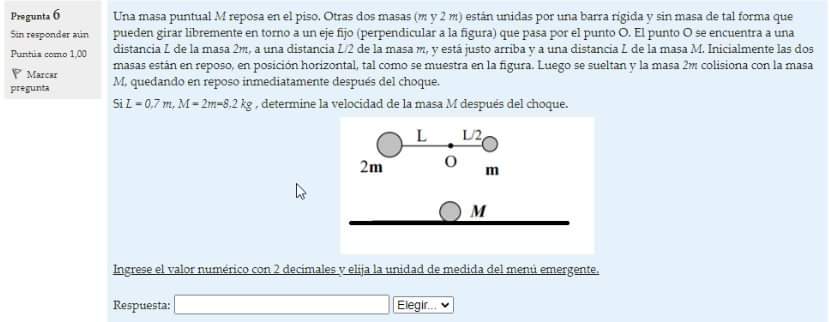 Pregunta 6
Sin responder aún
Puntúa como 1,00
Marcar
pregunta
Una masa puntual M reposa en el piso. Otras dos masas (m y 2 m) están unidas por una barra rígida y sin masa de tal forma que
pueden girar libremente en torno a un eje fijo (perpendicular a la figura) que pasa por el punto O. El punto O se encuentra a una
distancia L de la masa 2m, a una distancia L/2 de la masa m, y está justo arriba y a una distancia L de la masa M. Inicialmente las dos
masas están en reposo, en posición horizontal, tal como se muestra en la figura. Luego se sueltan y la masa 2m colisiona con la masa
M, quedando en reposo inmediatamente después del choque.
Si L = 0,7 m, M = 2m=8.2 kg , determine la velocidad de la masa M después del choque.
L L/2
O
2m m
M
Ingrese el valor numérico con 2 decimales y elija la unidad de medida del menú emergente.
Respuesta: Elegir...